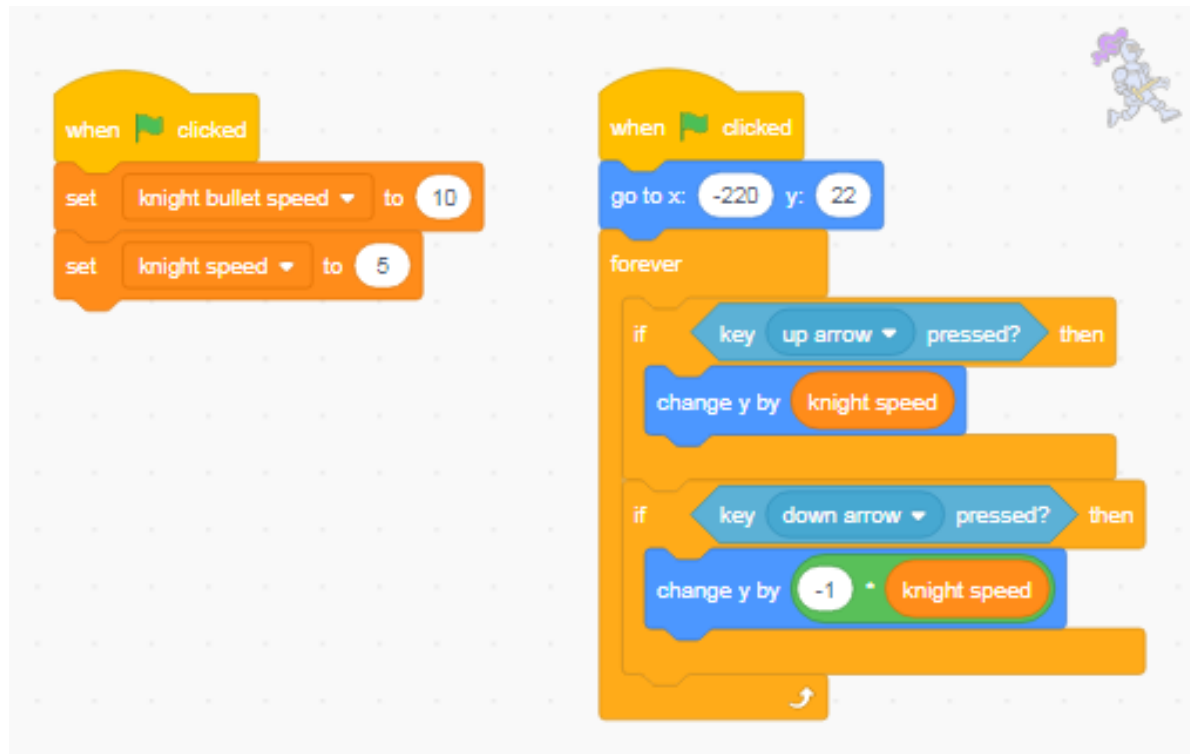 when clicked
set knight bullet speed to 10
set knight speed to 5
when clicked
go to x: -220 y: 22
forever
if key up arrow pressed? then
change y by knight speed
if key down arrow pressed? then
change y by -1 * knight speed